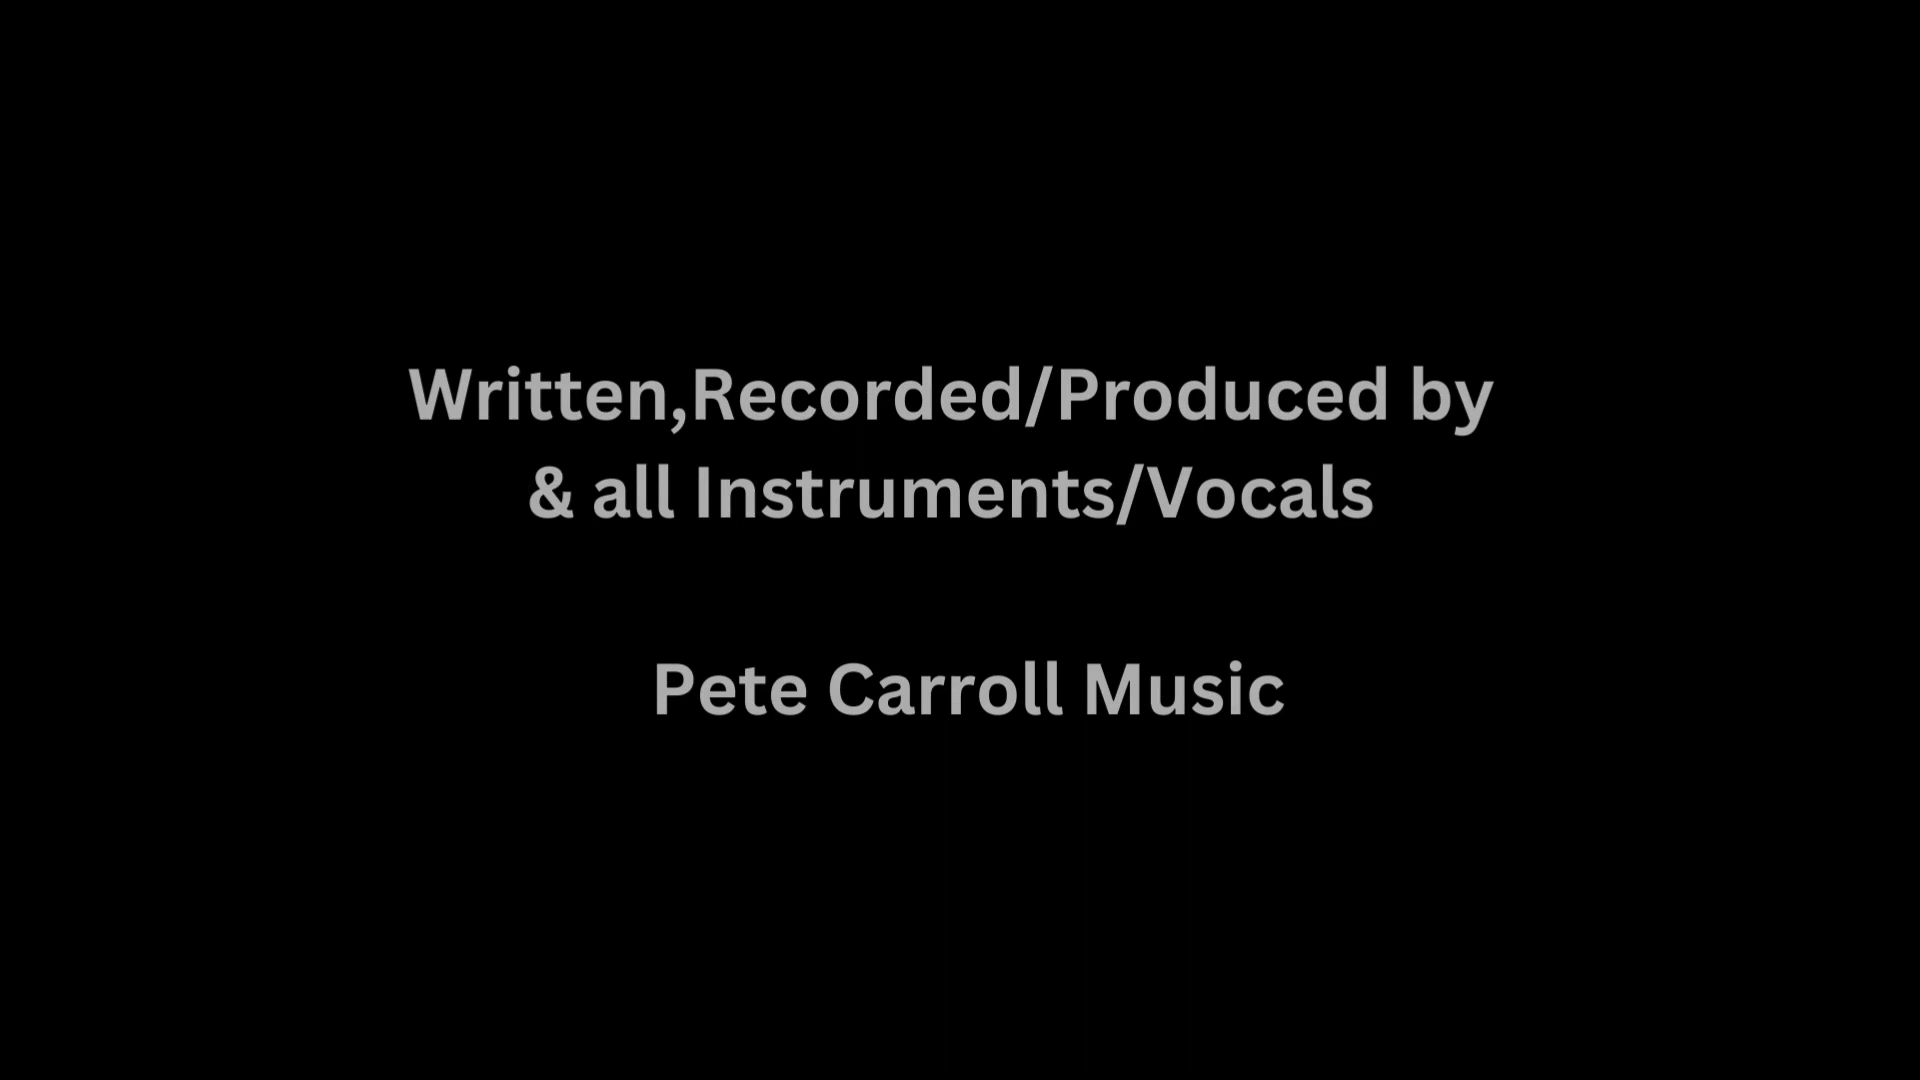 Written,Recorded/Produced by
& all Instruments/Vocals
Pete Carroll Music